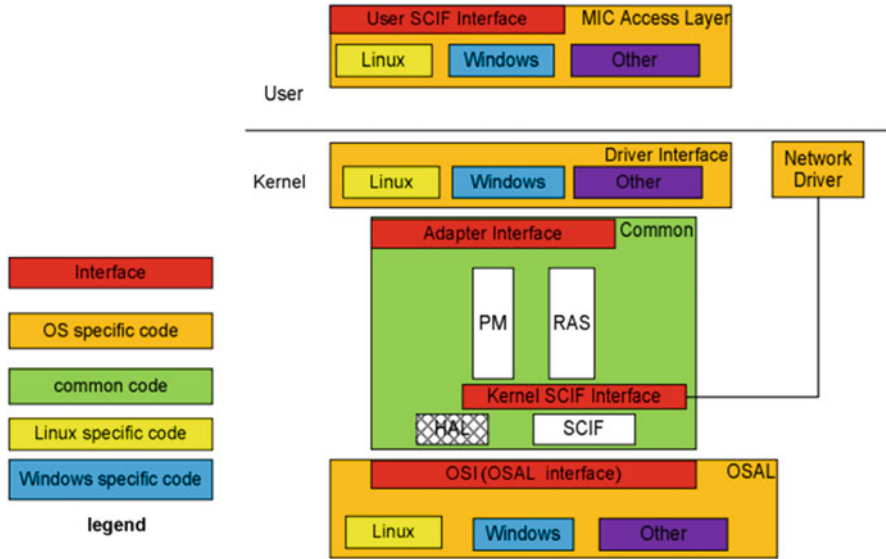 User SCIF Interface
MIC Access Layer
Linux
Windows
Other
User
Kernel
Driver Interface
Linux
Windows
Other
Network
Driver
Adapter Interface
Common
PM
RAS
Kernel SCIF Interface
HAL
SCIF
OSI (OSAL interface)
OSAL
Linux
Windows
Other
Interface
OS specific code
common code
Linux specific code
Windows specific code
legend